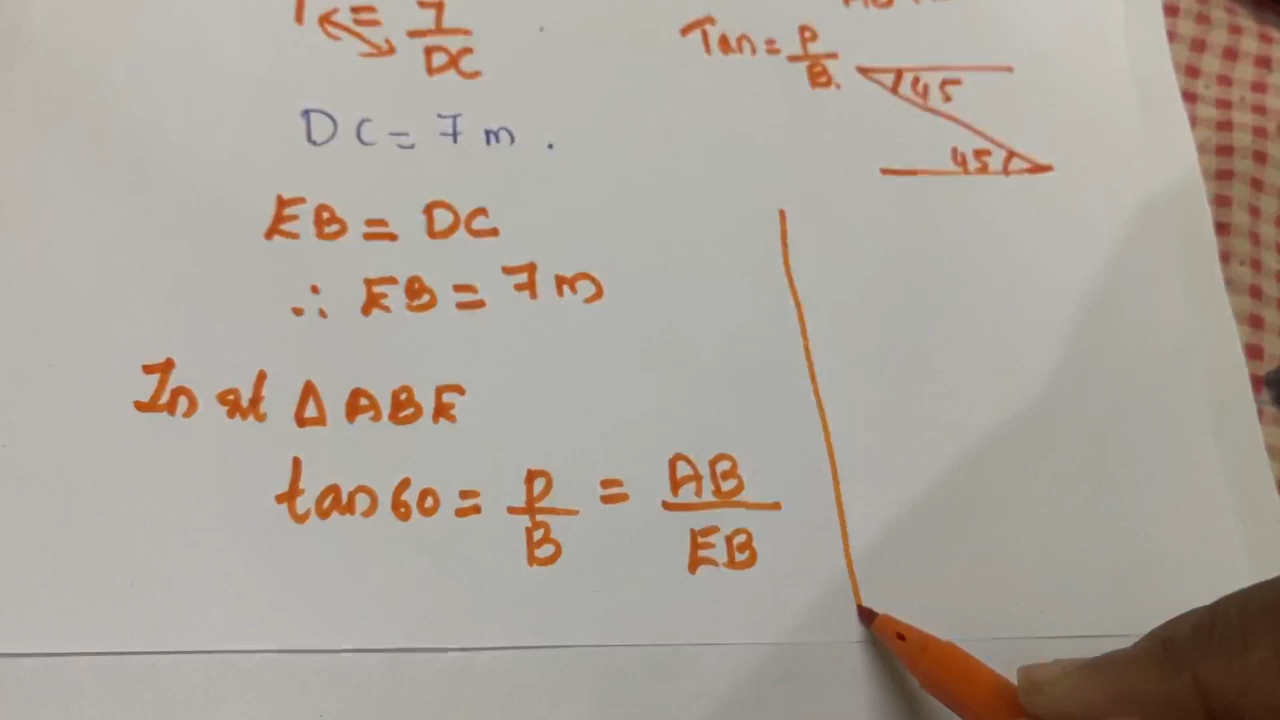 1 = 7/DC
DC = 7 m .
EB = DC
∴ EB = 7 m
In rt Δ ABE
tan 60 = P/B = AB/EB
Tan = P/B.
45
45